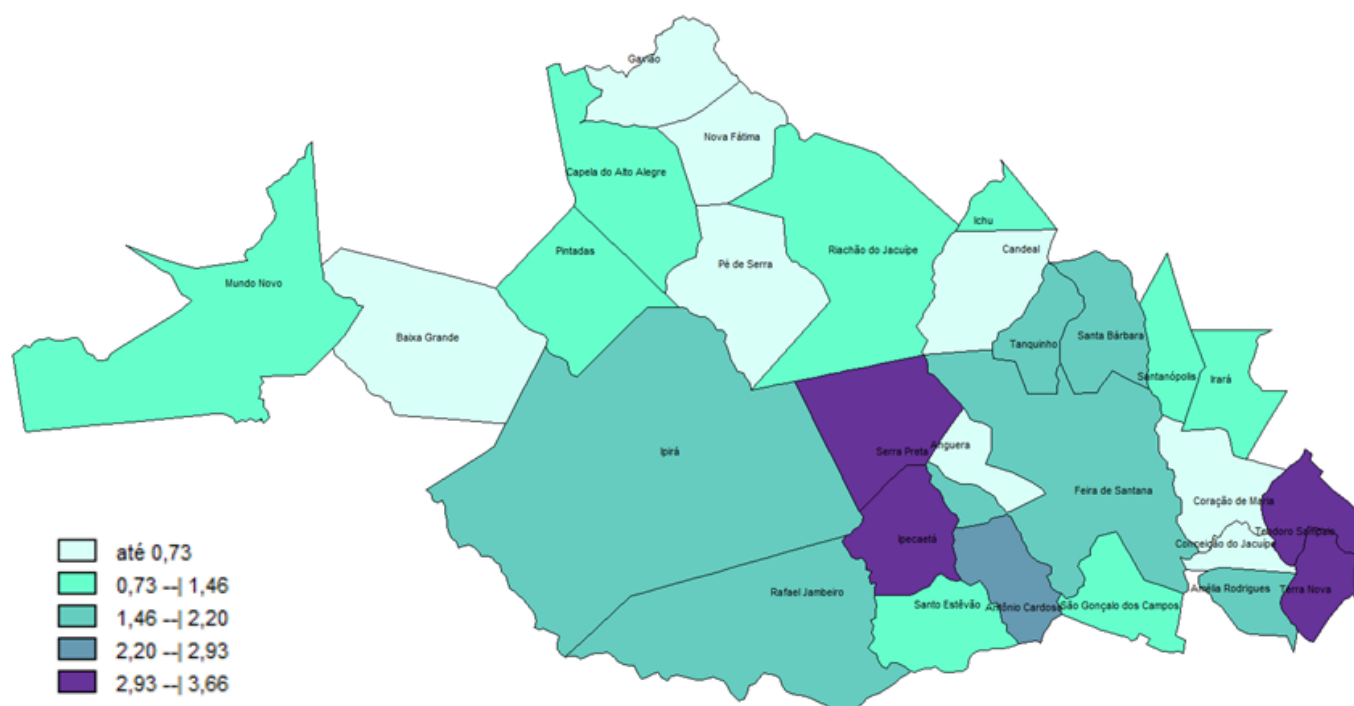 Gavião
Nova Fátima
Capela do Alto Alegre
Ichu
Pintadas
Riachão do Jacuípe
Candeal
Pé de Serra
Mundo Novo
Baixa Grande
Tanquinho
Santa Bárbara
Santanópolis
Irará
Anguera
Ipirá
Serra Preta
Feira de Santana
Coração de Maria
Teodoro Sampaio
Ipecaetá
Conceição do Jacuípe
Rafael Jambeiro
Amélia Rodrigues
Terra Nova
Santo Estêvão
Antônio Cardoso
São Gonçalo dos Campos
até 0,73
0,73 --| 1,46
1,46 --| 2,20
2,20 --| 2,93
2,93 --| 3,66